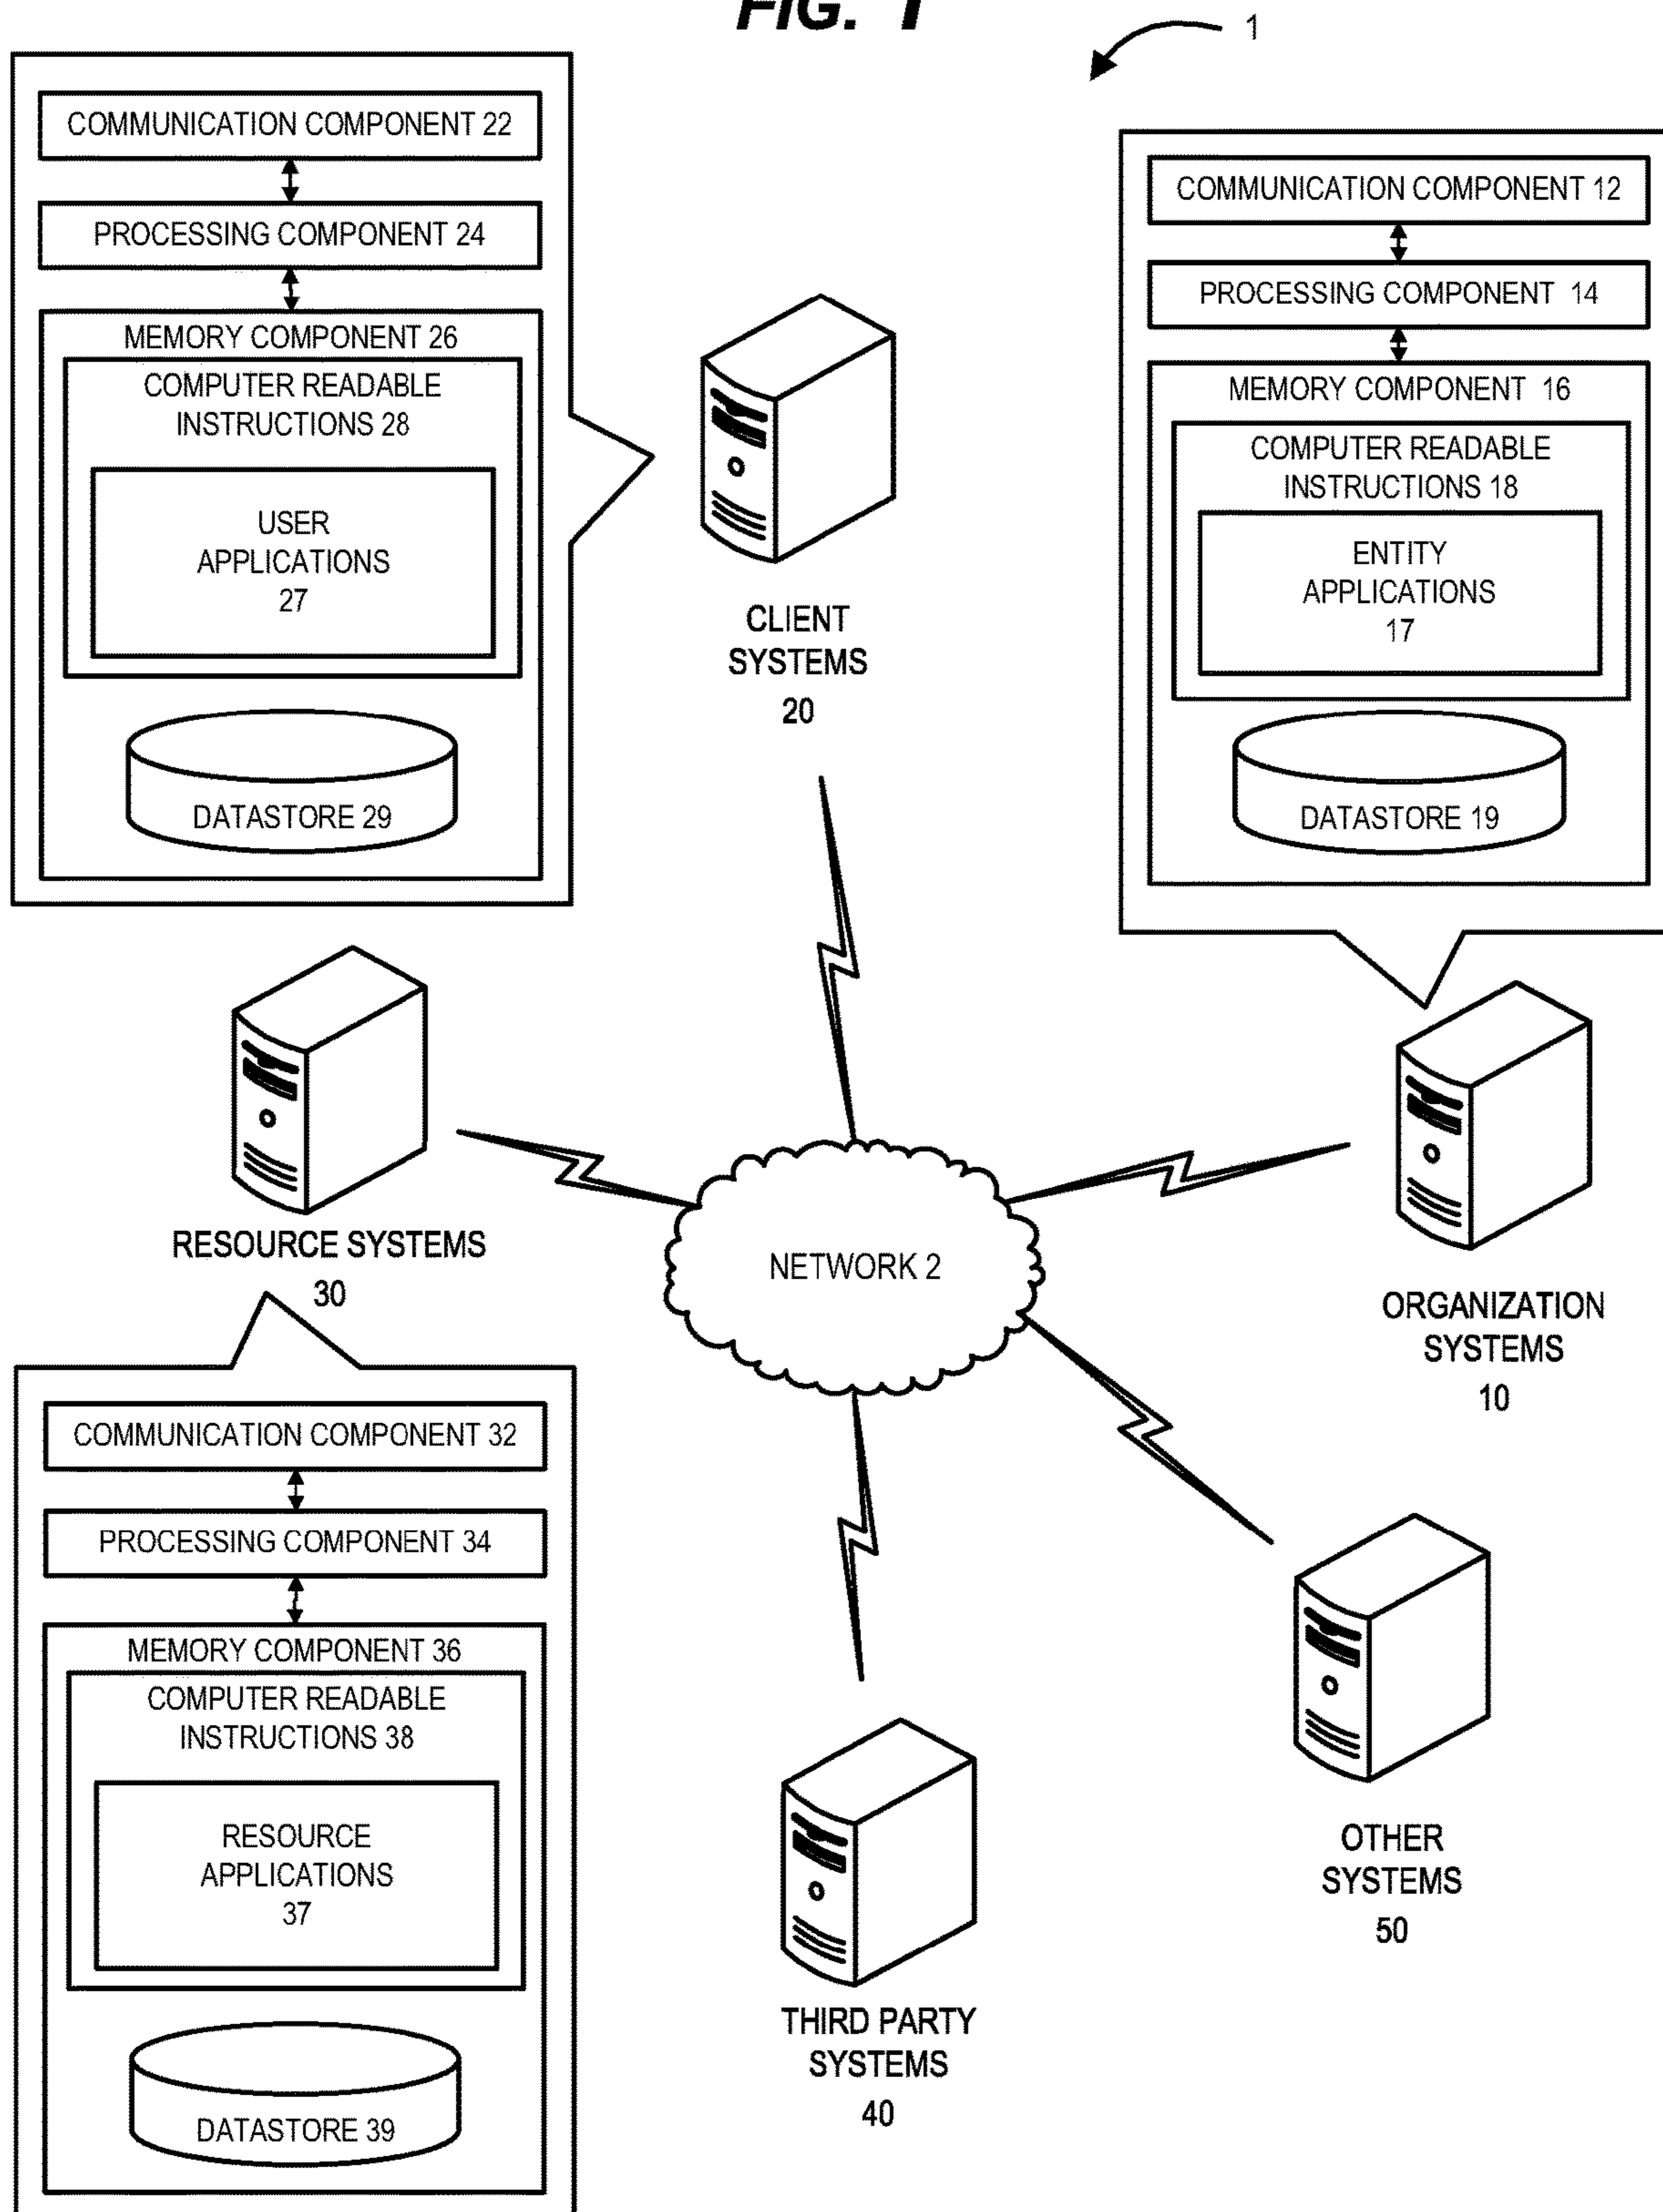 FIG. 1
1
COMMUNICATION COMPONENT 22
PROCESSING COMPONENT 24
MEMORY COMPONENT 26
COMPUTER READABLE
INSTRUCTIONS 28
USER
APPLICATIONS
27
DATASTORE 29
CLIENT
SYSTEMS
20
COMMUNICATION COMPONENT 12
PROCESSING COMPONENT 14
MEMORY COMPONENT 16
COMPUTER READABLE
INSTRUCTIONS 18
ENTITY
APPLICATIONS
17
DATASTORE 19
RESOURCE SYSTEMS
30
NETWORK 2
ORGANIZATION
SYSTEMS
10
COMMUNICATION COMPONENT 32
PROCESSING COMPONENT 34
MEMORY COMPONENT 36
COMPUTER READABLE
INSTRUCTIONS 38
RESOURCE
APPLICATIONS
37
DATASTORE 39
THIRD PARTY
SYSTEMS
40
OTHER
SYSTEMS
50